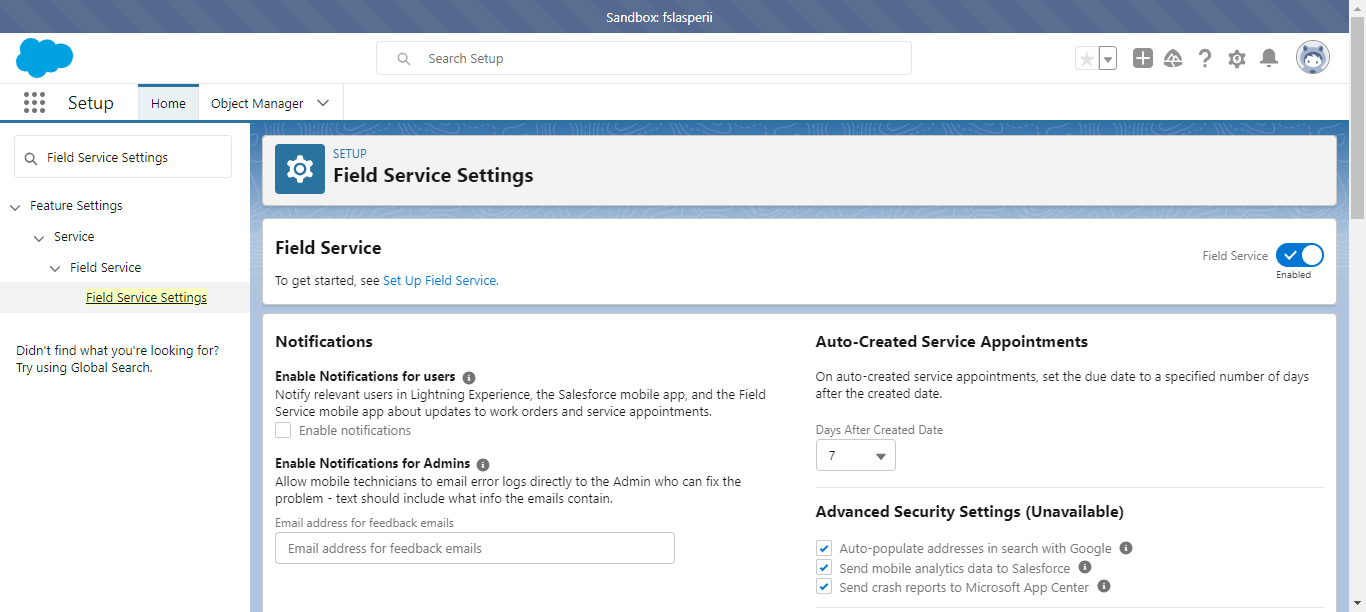 Sandbox: fslasperii
Search Setup
Setup
Home
Object Manager
Field Service Settings
Feature Settings
Service
Field Service
Field Service Settings
Didn't find what you're looking for?
Try using Global Search.
SETUP
Field Service Settings
Field Service
To get started, see Set Up Field Service.
Field Service
Enabled
Notifications
Enable Notifications for users
Notify relevant users in Lightning Experience, the Salesforce mobile app, and the Field
Service mobile app about updates to work orders and service appointments.
Enable notifications
Enable Notifications for Admins
Allow mobile technicians to email error logs directly to the Admin who can fix the
problem - text should include what info the emails contain.
Email address for feedback emails
Email address for feedback emails
Auto-Created Service Appointments
On auto-created service appointments, set the due date to a specified number of days
after the created date.
Days After Created Date
7
Advanced Security Settings (Unavailable)
Auto-populate addresses in search with Google
Send mobile analytics data to Salesforce
Send crash reports to Microsoft App Center